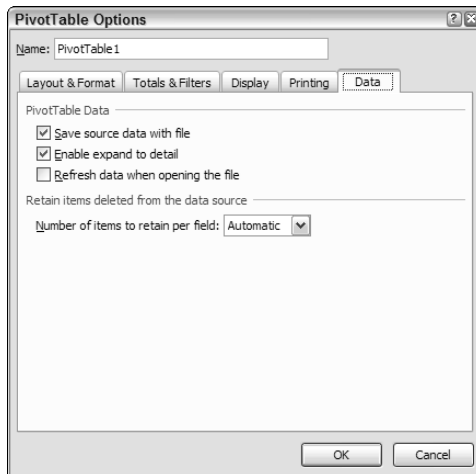 PivotTable Options
Name: PivotTable1
Layout & Format Totals & Filters Display Printing Data
PivotTable Data
Save source data with file
Enable expand to detail
Refresh data when opening the file
Retain items deleted from the data source
Number of items to retain per field: Automatic
OK Cancel